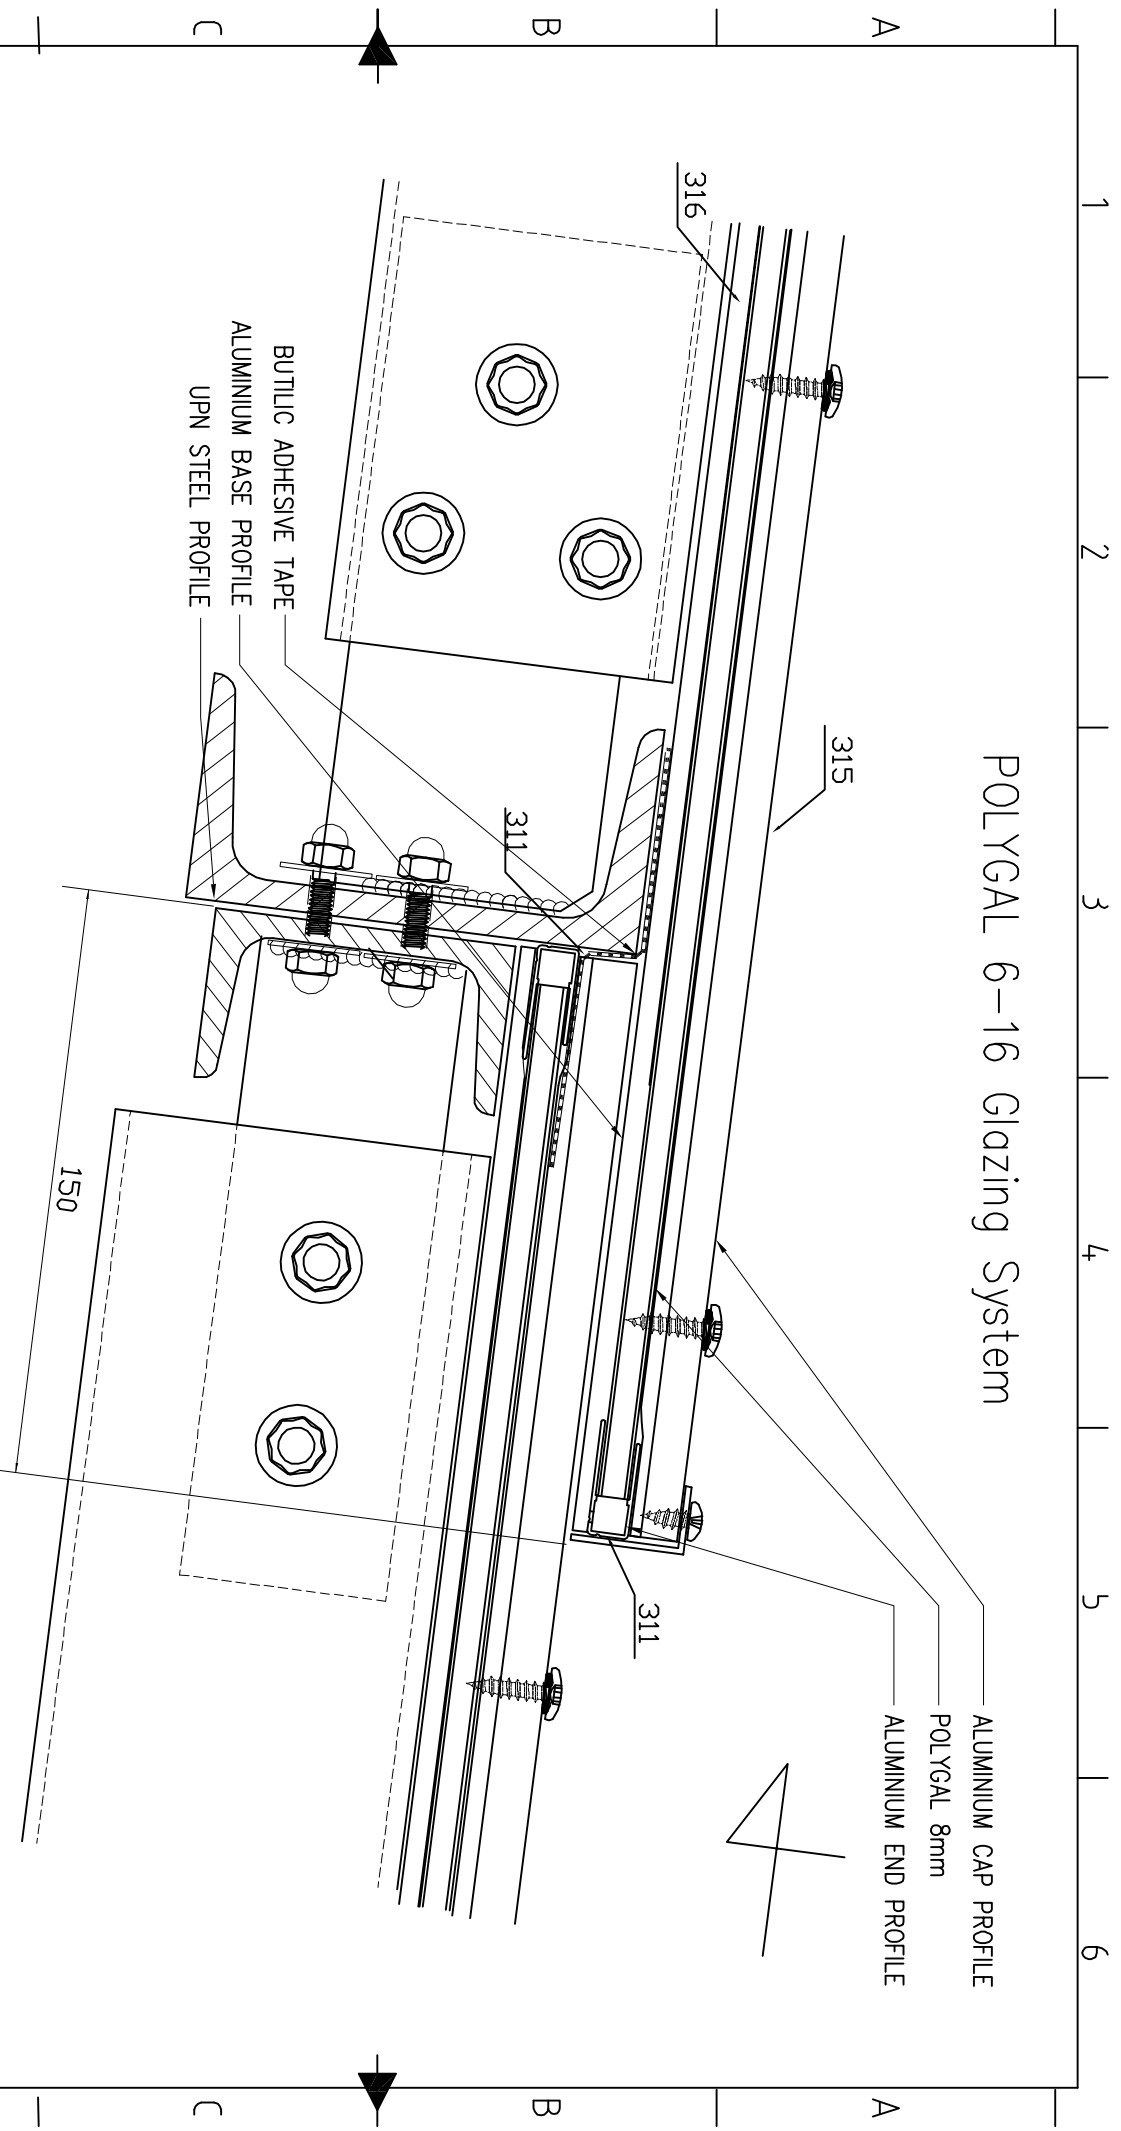 1 2 3 4 5 6
A
A
POLYGAL 6-16 Glazing System
ALUMINIUM CAP PROFILE
POLYGAL 8mm
ALUMINIUM END PROFILE
315
316
311
311
B
B
BUTILIC ADHESIVE TAPE
ALUMINIUM BASE PROFILE
UPN STEEL PROFILE
C
C
150